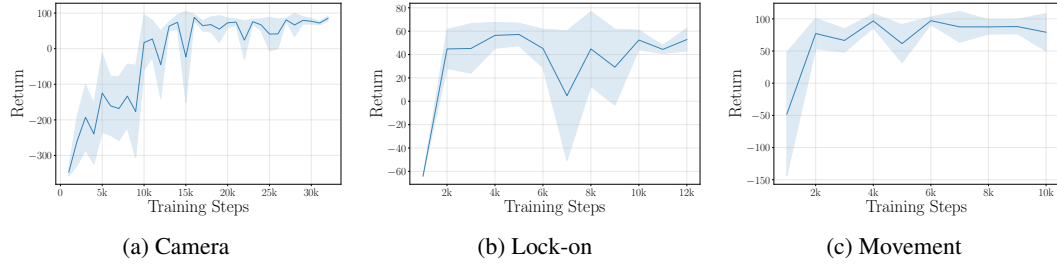 Return
100
0
−100
−200
−300
0
5k
10k
15k
20k
25k
30k
Training Steps
(a) Camera
Return
80
60
40
20
0
−20
−40
−60
2k
4k
6k
8k
10k
12k
Training Steps
(b) Lock-on
Return
100
50
0
−50
−100
−150
2k
4k
6k
8k
10k
Training Steps
(c) Movement